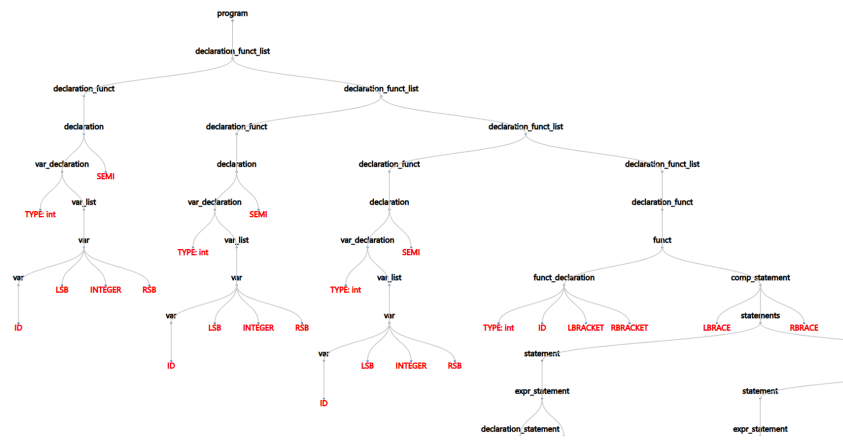 program
declaration_funct_list
declaration_funct declaration_funct_list
declaration declaration_funct declaration_funct_list
var_declaration SEMI declaration declaration_funct declaration_funct_list
TYPE: int var_list var_declaration SEMI declaration declaration_funct
var TYPE: int var_list var_declaration SEMI funct
var LSB INTEGER RSB var TYPE: int var_list funct_declaration comp_statement
ID var LSB INTEGER RSB var TYPE: int ID LBRACKET RBRACKET LBRACE statements RBRACE
ID var LSB INTEGER RSB statement
ID expr_statement statement
declaration_statement expr_statement